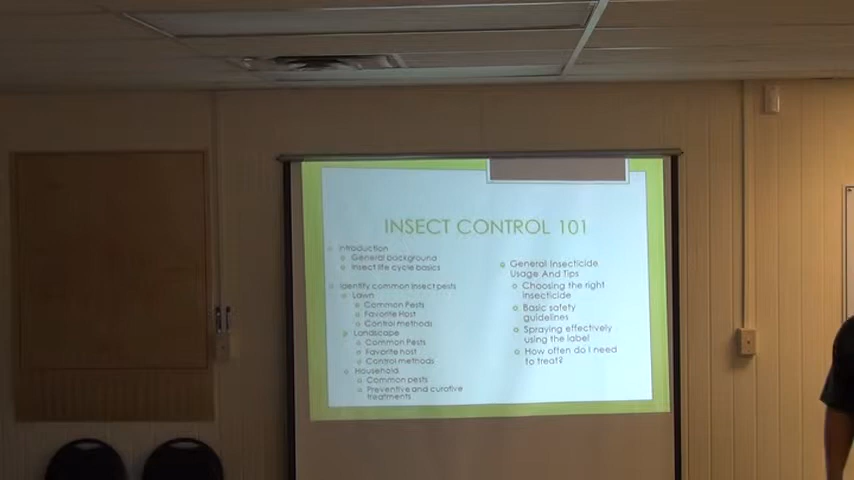 INSECT CONTROL 101
Introduction
General background
Insect life cycle basics
Identify common insect pests
Lawn
Common Pests
Favorite Host
Control methods
Landscape
Common Pests
Favorite host
Control methods
Household
Common pests
Preventive and curative
treatments
General Insecticide
Usage And Tips
Choosing the right
insecticide
Basic safety
guidelines
Spraying effectively
using the label
How often do I need
to treat?